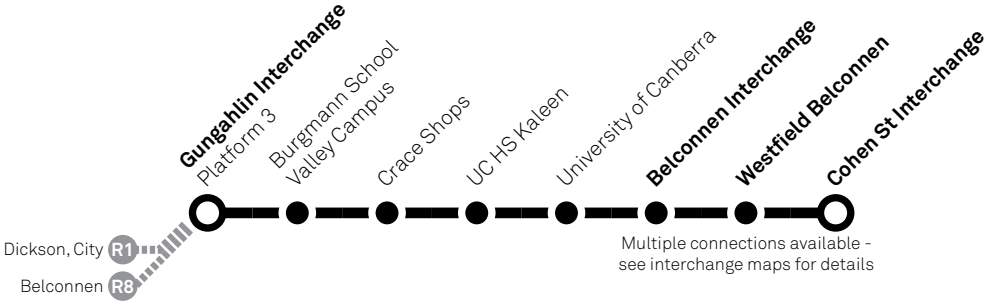 Gungahlin Interchange
Platform 3
Burgmann School
Valley Campus
Crace Shops
UC HS Kaleen
University of Canberra
Belconnen Interchange
Westfield Belconnen
Cohen St Interchange
Dickson, City R1
Belconnen R8
Multiple connections available -
see interchange maps for details